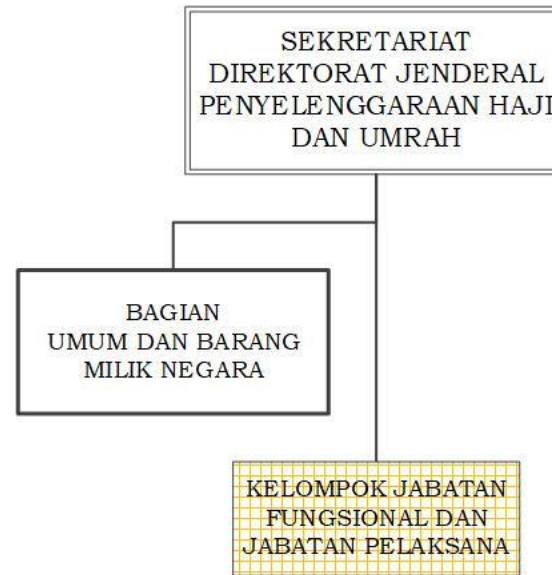 SEKRETARIAT
DIREKTORAT JENDERAL
PENYELENGGARAAN HAJI
DAN UMRAH
BAGIAN
UMUM DAN BARANG
MILIK NEGARA
KELOMPOK JABATAN
FUNGSIONAL DAN
JABATAN PELAKSANA